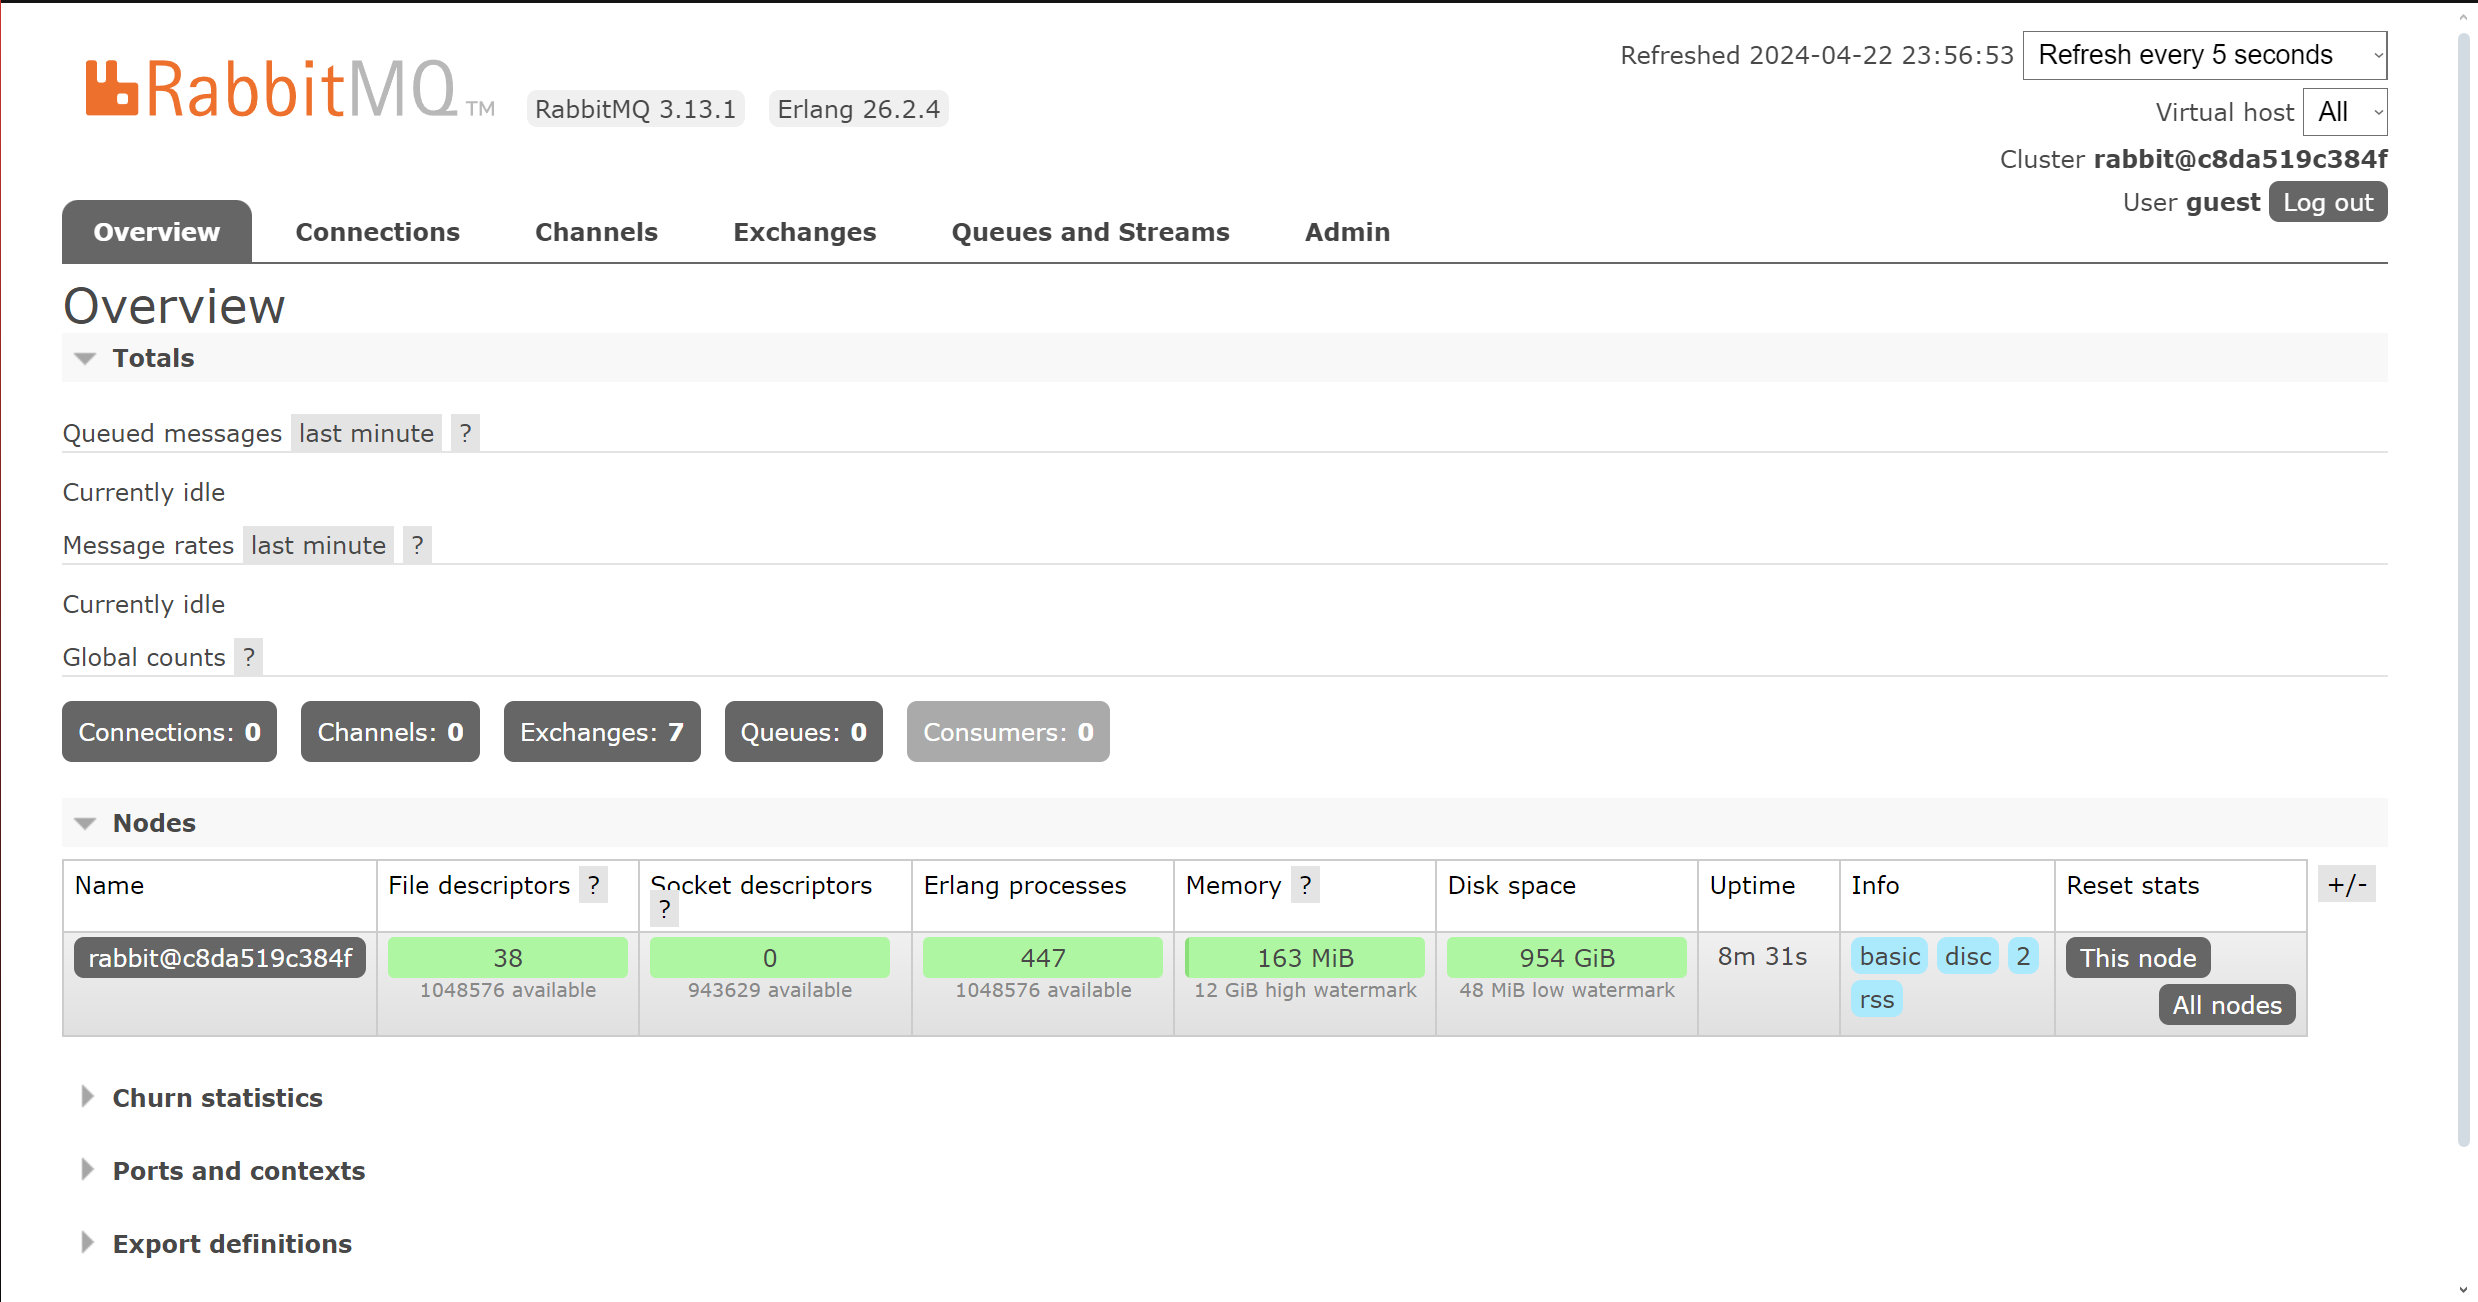 Refreshed 2024-04-22 23:56:53 Refresh every 5 seconds
RabbitMQ TM RabbitMQ 3.13.1 Erlang 26.2.4
Virtual host All
Cluster rabbit@c8da519c384f
User guest Log out
Overview Connections Channels Exchanges Queues and Streams Admin
Overview
Totals
Queued messages last minute ?
Currently idle
Message rates last minute ?
Currently idle
Global counts ?
Connections: 0 Channels: 0 Exchanges: 7 Queues: 0 Consumers: 0
Nodes
Name File descriptors ? Socket descriptors ? Erlang processes Memory ? Disk space Uptime Info Reset stats +/-
rabbit@c8da519c384f 38 0 447 163 MiB 954 GiB 8m 31s basic disc 2 This node
1048576 available 943629 available 1048576 available 12 GiB high watermark 48 MiB low watermark rss All nodes
Churn statistics
Ports and contexts
Export definitions